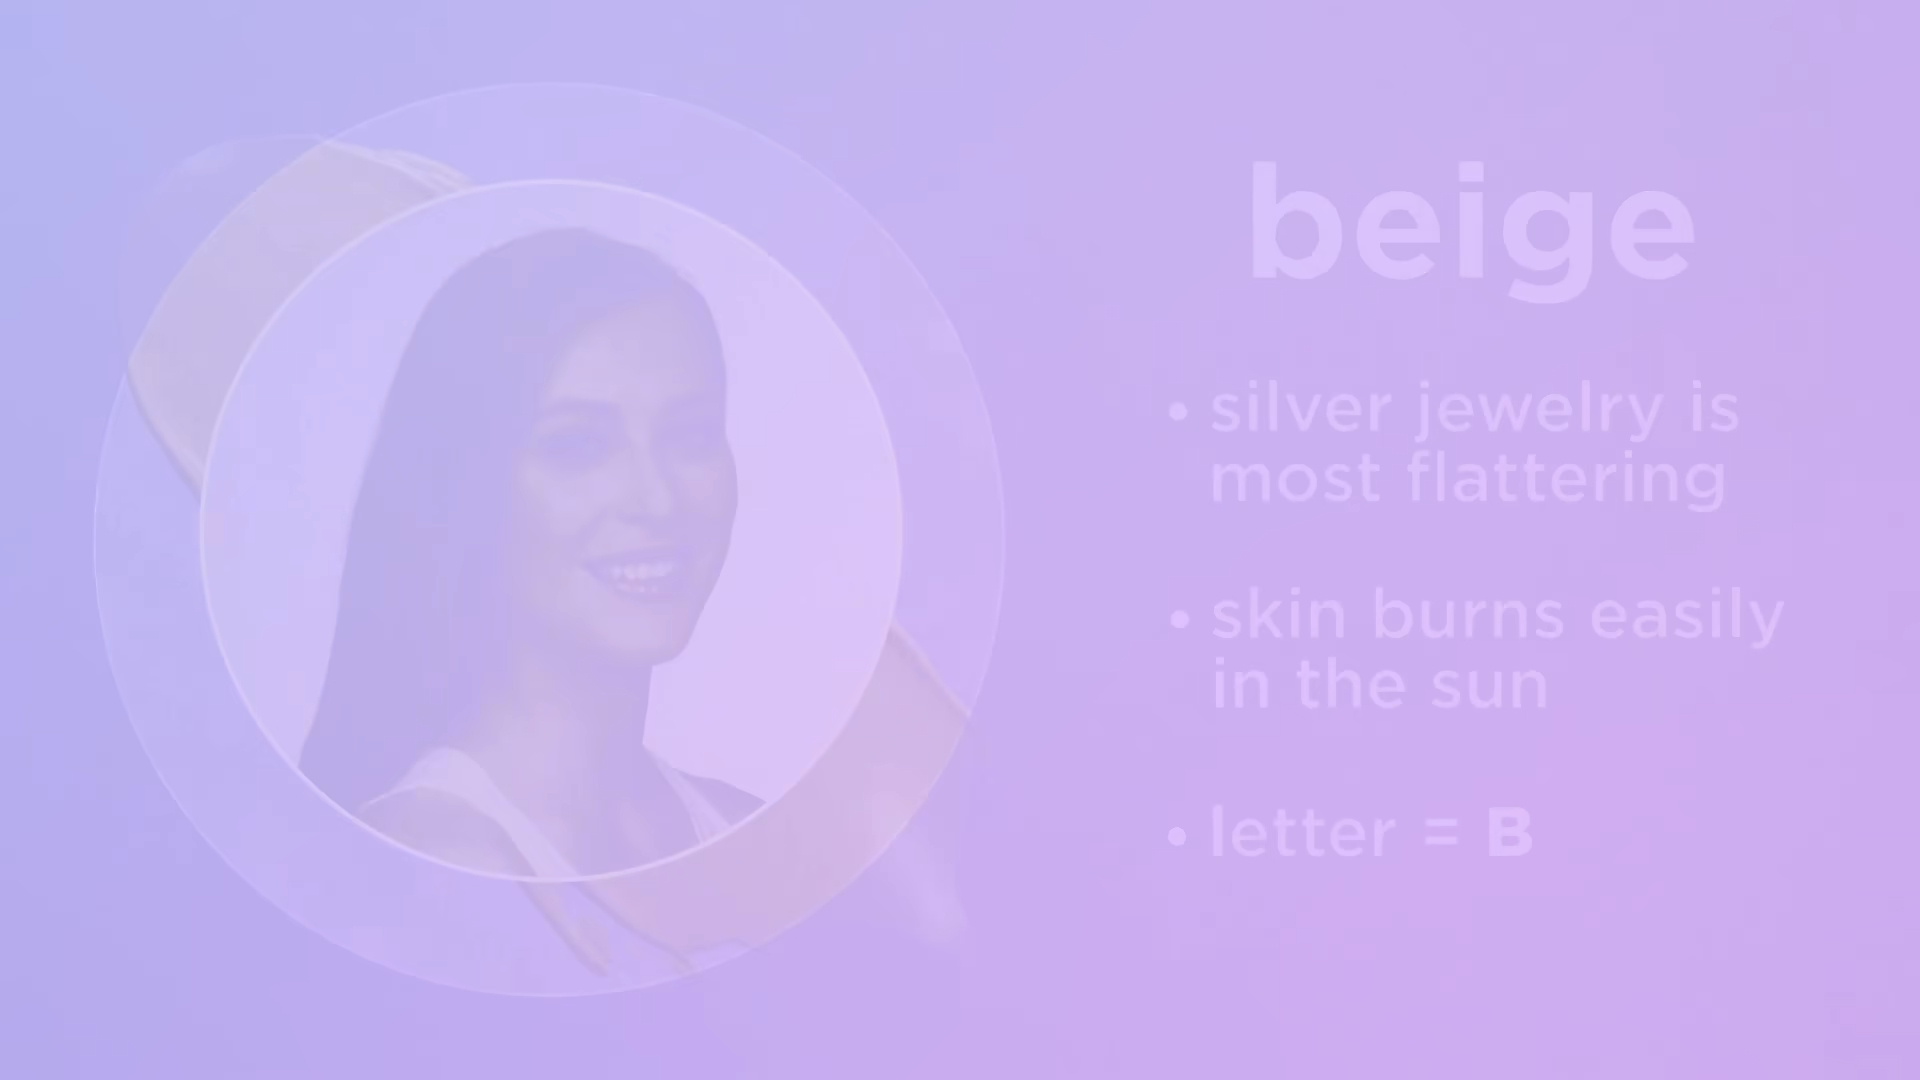 beige
• silver jewelry is
most flattering
• skin burns easily
in the sun
• letter = B